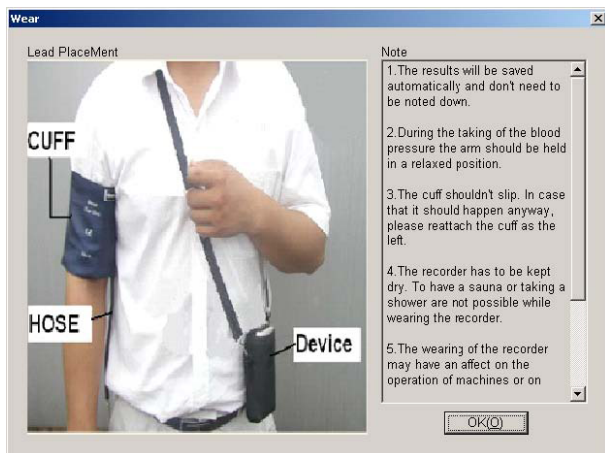 Wear
Lead PlaceMent
CUFF
HOSE
Device
Note
1.The results will be saved
automatically and don't need to
be noted down.
2.During the taking of the blood
pressure the arm should be held
in a relaxed position.
3.The cuff shouldn't slip. In case
that it should happen anyway,
please reattach the cuff as the
left.
4.The recorder has to be kept
dry. To have a sauna or taking a
shower are not possible while
wearing the recorder.
5.The wearing of the recorder
may have an affect on the
operation of machines or on
OK(O)